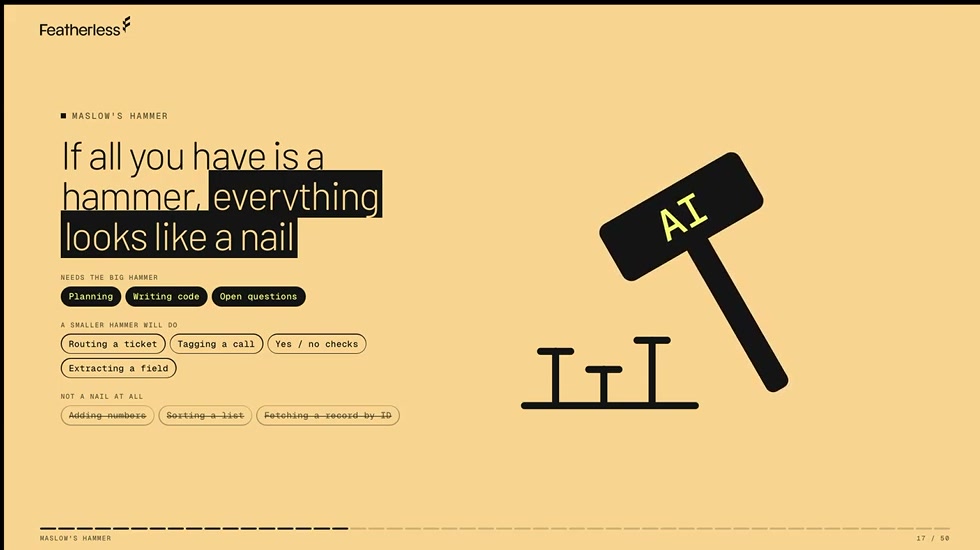 Featherless
MASLOW'S HAMMER
If all you have is a
hammer, everything
looks like a nail
NEEDS THE BIG HAMMER
Planning Writing code Open questions
A SMALLER HAMMER WILL DO
Routing a ticket Tagging a call Yes / no checks
Extracting a field
NOT A NAIL AT ALL
Adding numbers Sorting a list Fetching a record by ID
AI
MASLOW'S HAMMER
17 / 50